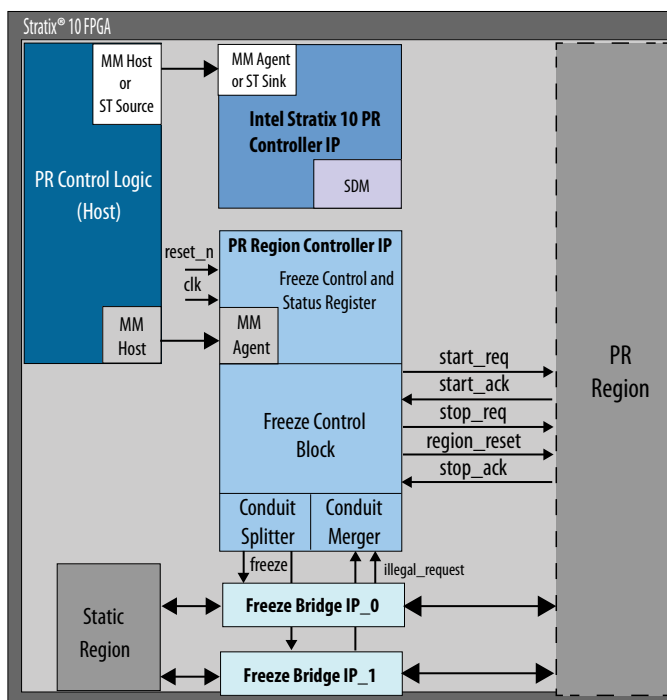 Stratix® 10 FPGA
MM Host
or
ST Source
MM Agent
or ST Sink
Intel Stratix 10 PR
Controller IP
SDM
PR Control Logic
(Host)
MM
Host
reset_n
clk
PR Region Controller IP
Freeze Control and
Status Register
MM
Agent
Freeze Control
Block
Conduit
Splitter
Conduit
Merger
start_req
start_ack
stop_req
region_reset
stop_ack
PR
Region
freeze
illegal_request
Static
Region
Freeze Bridge IP_0
Freeze Bridge IP_1